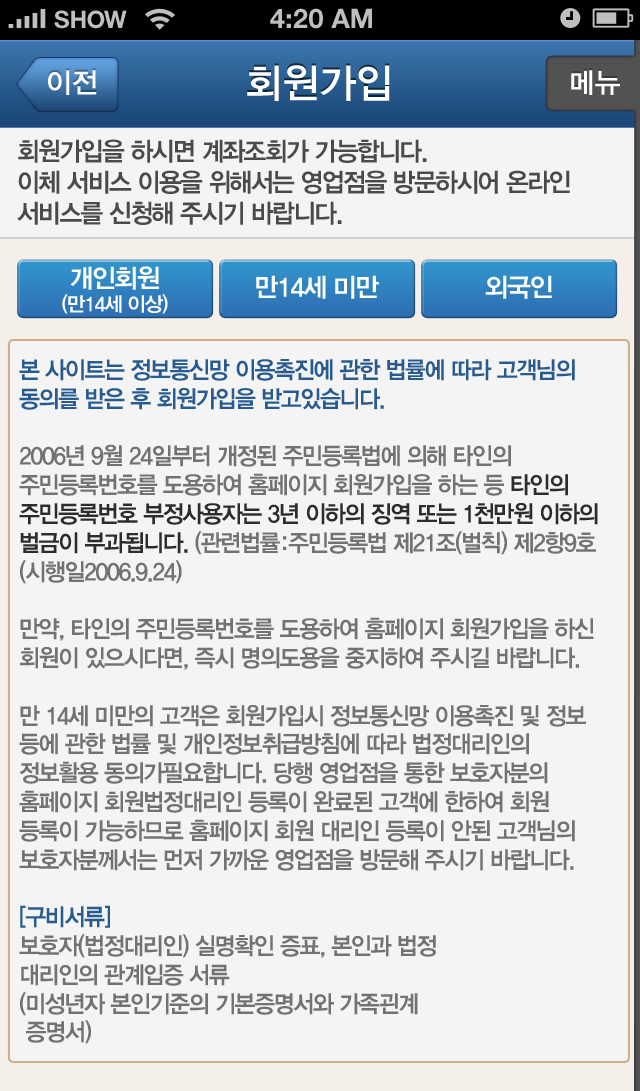 SHOW 4:20 AM
이전 회원가입 메뉴
회원가입을 하시면 계좌조회가 가능합니다.
이체 서비스 이용을 위해서는 영업점을 방문하시어 온라인
서비스를 신청해 주시기 바랍니다.
개인회원
(만14세 이상)
만14세 미만
외국인
본 사이트는 정보통신망 이용촉진에 관한 법률에 따라 고객님의
동의를 받은 후 회원가입을 받고있습니다.
2006년 9월 24일부터 개정된 주민등록법에 의해 타인의
주민등록번호를 도용하여 홈페이지 회원가입을 하는 등 타인의
주민등록번호 부정사용자는 3년 이하의 징역 또는 1천만원 이하의
벌금이 부과됩니다. (관련법률:주민등록법 제21조(벌칙) 제2항9호
(시행일2006.9.24)
만약, 타인의 주민등록번호를 도용하여 홈페이지 회원가입을 하신
회원이 있으시다면, 즉시 명의도용을 중지하여 주시길 바랍니다.
만 14세 미만의 고객은 회원가입시 정보통신망 이용촉진 및 정보
등에 관한 법률 및 개인정보취급방침에 따라 법정대리인의
정보활용 동의가필요합니다. 당행 영업점을 통한 보호자분의
홈페이지 회원법정대리인 등록이 완료된 고객에 한하여 회원
등록이 가능하므로 홈페이지 회원 대리인 등록이 안된 고객님의
보호자분께서는 먼저 가까운 영업점을 방문해 주시기 바랍니다.
[구비서류]
보호자(법정대리인) 실명확인 증표, 본인과 법정
대리인의 관계입증 서류
(미성년자 본인기준의 기본증명서와 가족괸계
증명서)